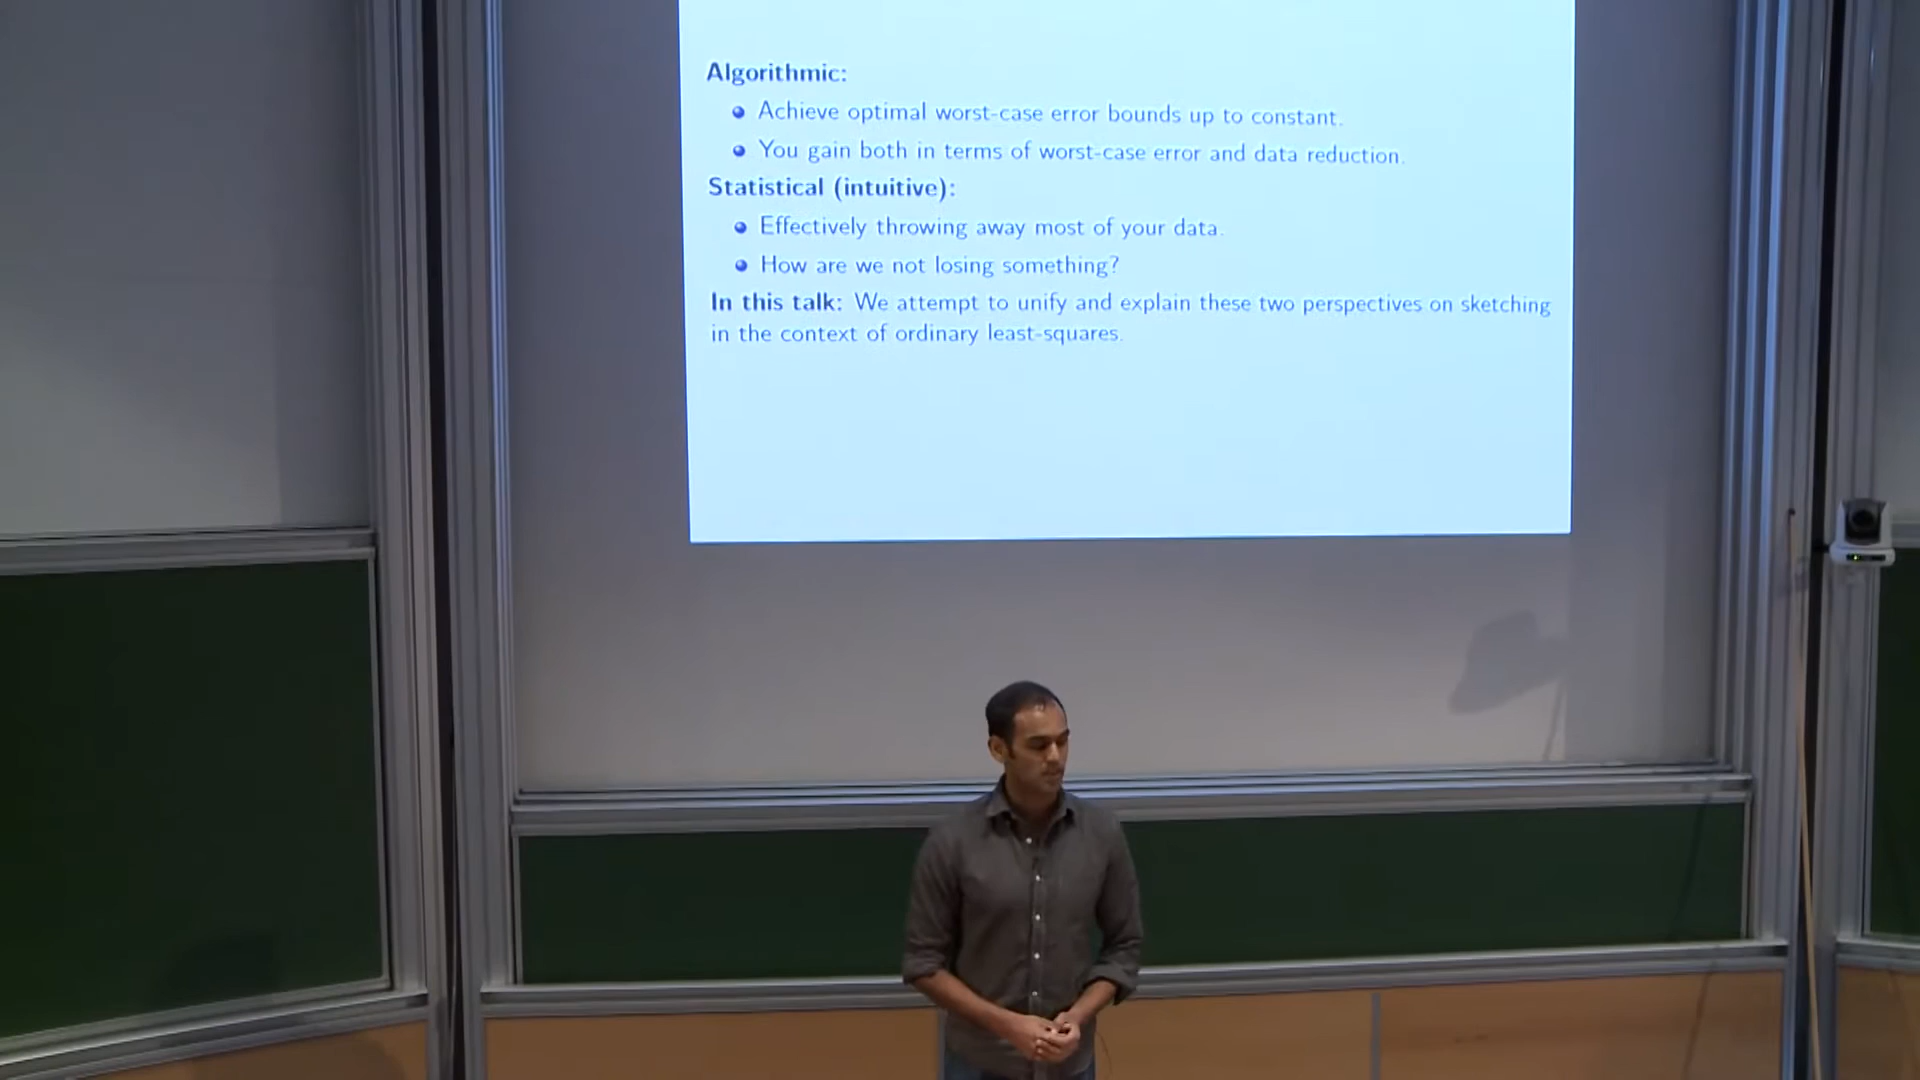 Algorithmic:
Achieve optimal worst-case error bounds up to constant.
You gain both in terms of worst-case error and data reduction.
Statistical (intuitive):
Effectively throwing away most of your data.
How are we not losing something?
In this talk: We attempt to unify and explain these two perspectives on sketching
in the context of ordinary least-squares.